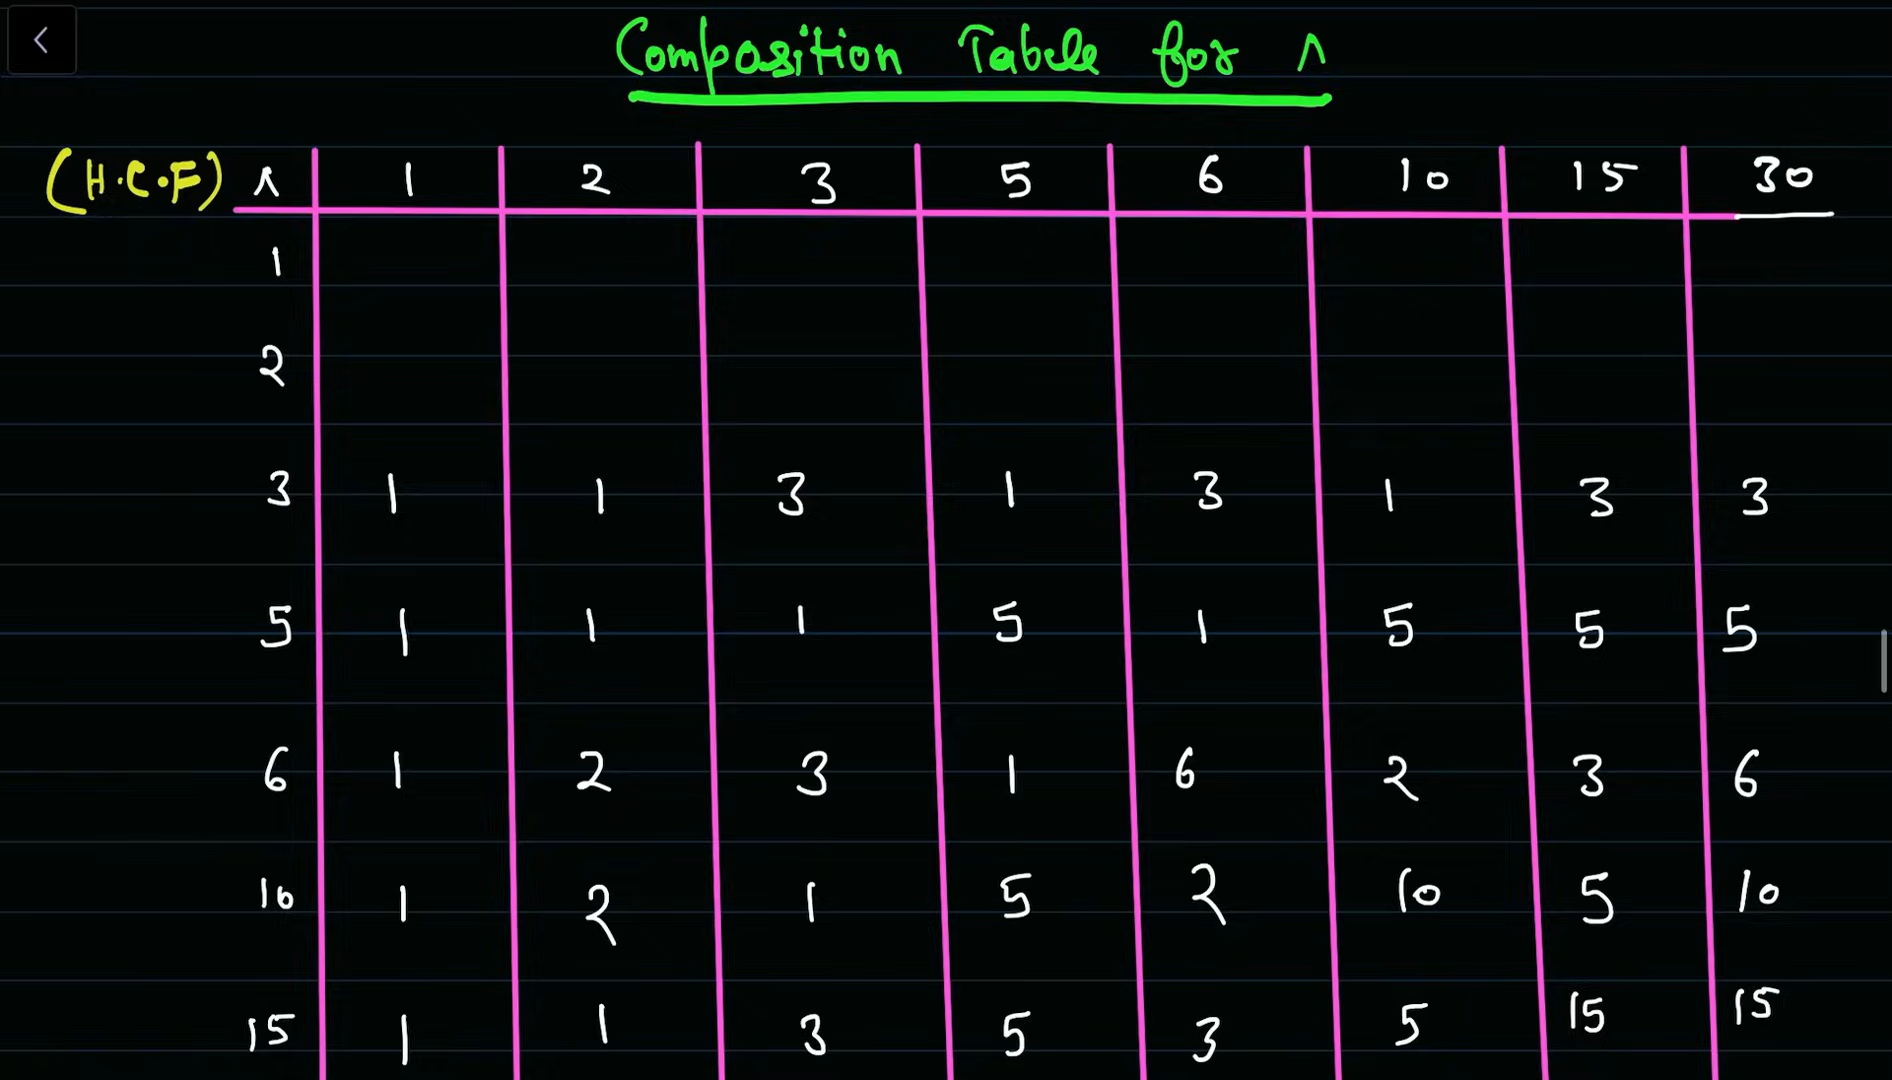 Composition Tabele for ∧
(H.C.F) ∧ 1 2 3 5 6 10 15 30
1
2
3 1 1 3 1 3 1 3 3
5 1 1 1 5 1 5 5 5
6 1 2 3 1 6 2 3 6
10 1 2 1 5 2 10 5 10
15 1 1 3 5 3 5 15 15